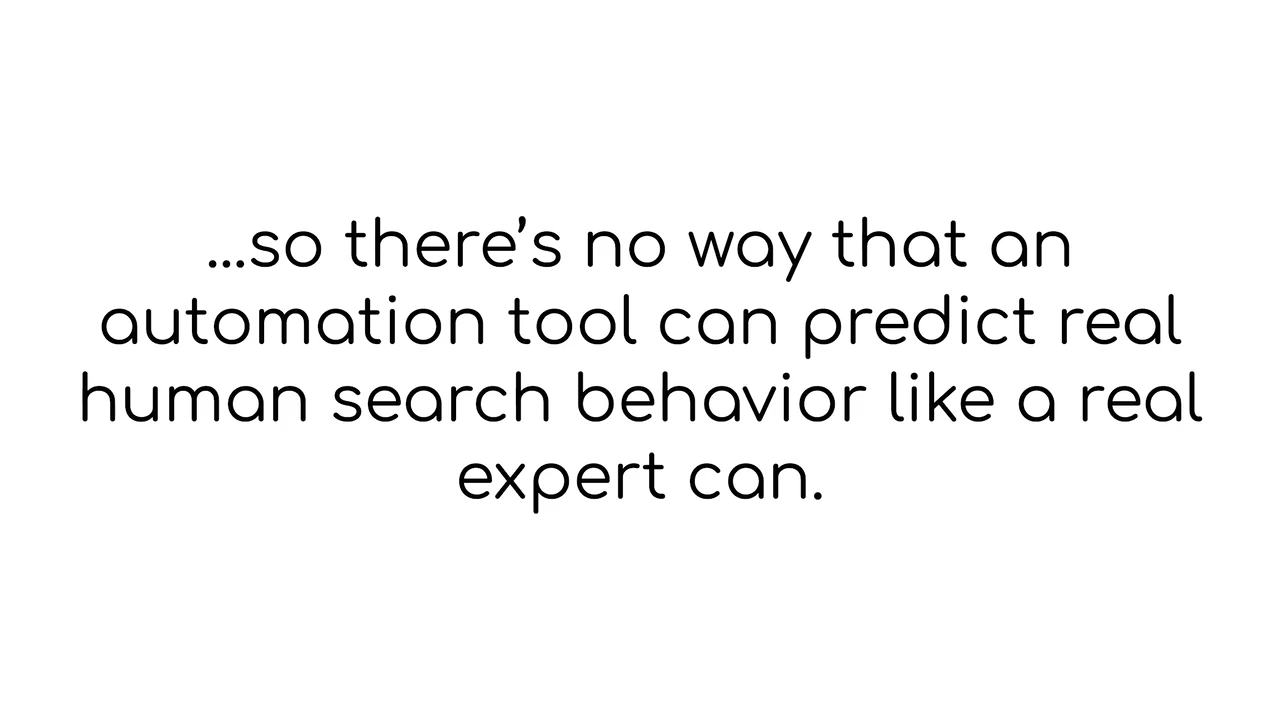 ...so there’s no way that an
automation tool can predict real
human search behavior like a real
expert can.